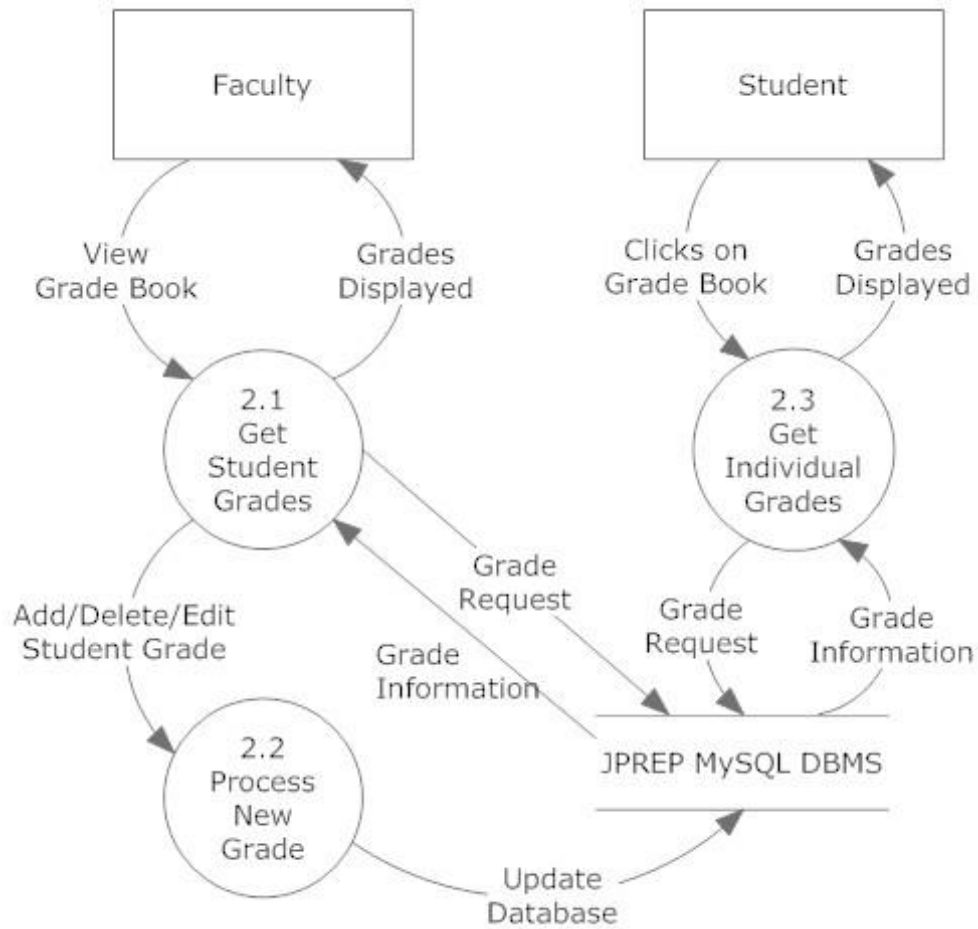 Faculty
Student
View
Grade Book
Grades
Displayed
Clicks on
Grade Book
Grades
Displayed
2.1
Get
Student
Grades
2.3
Get
Individual
Grades
Grade
Request
Grade
Information
Grade
Request
Grade
Information
Add/Delete/Edit
Student Grade
2.2
Process
New
Grade
JPREP MySQL DBMS
Update
Database